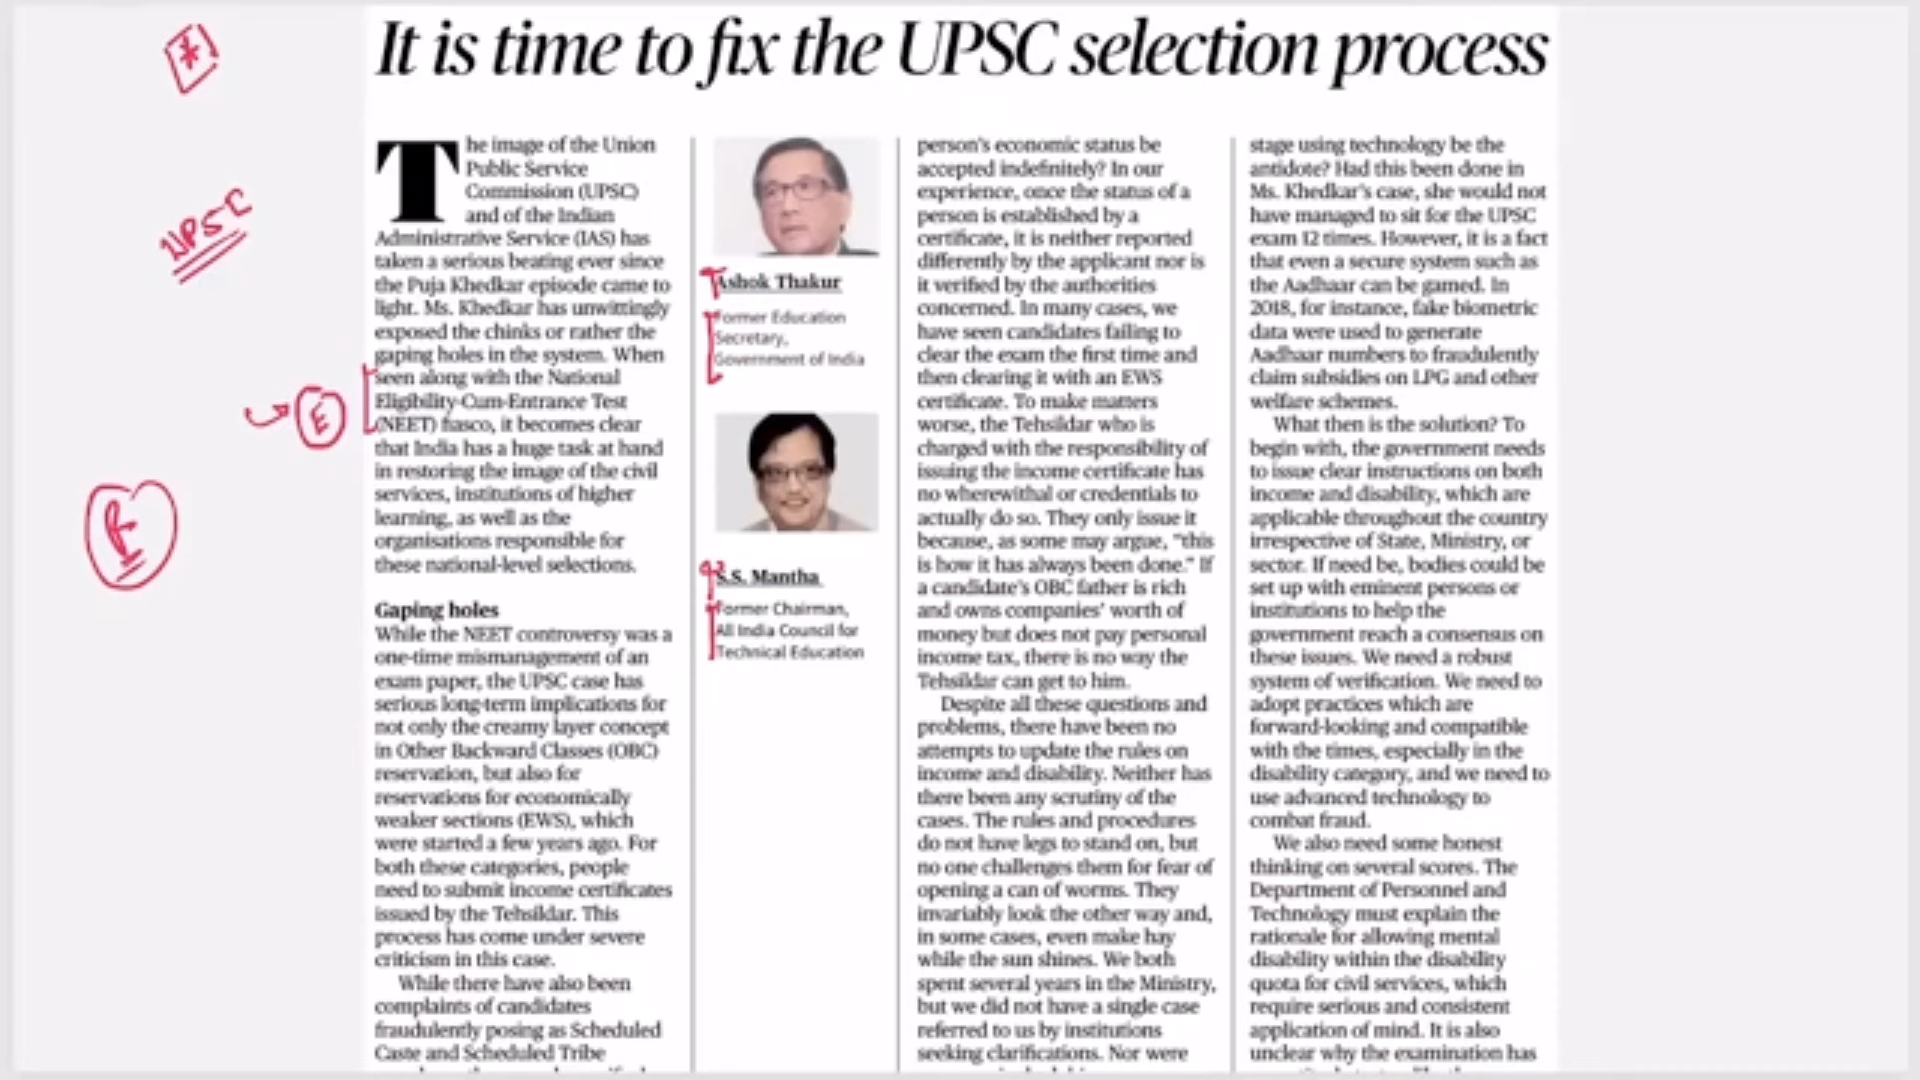 It is time to fix the UPSC selection process
UPSC
E
The image of the Union
Public Service
Commission (UPSC)
and of the Indian
Administrative Service (IAS) has
taken a serious beating ever since
the Puja Khedkar episode came to
light. Ms. Khedkar has unwittingly
exposed the chinks or rather the
gaping holes in the system. When
seen along with the National
Eligibility-Cum-Entrance Test
(NEET) fiasco, it becomes clear
that India has a huge task at hand
in restoring the image of the civil
services, institutions of higher
learning, as well as the
organisations responsible for
these national-level selections.
Gaping holes
While the NEET controversy was a
one-time mismanagement of an
exam paper, the UPSC case has
serious long-term implications for
not only the creamy layer concept
in Other Backward Classes (OBC)
reservation, but also for
reservations for economically
weaker sections (EWS), which
were started a few years ago. For
both these categories, people
need to submit income certificates
issued by the Tehsildar. This
process has come under severe
criticism in this case.
While there have also been
complaints of candidates
fraudulently posing as Scheduled
Caste and Scheduled Tribe
Ashok Thakur
Former Education
Secretary,
Government of India
S.S. Mantha
Former Chairman,
All India Council for
Technical Education
person's economic status be
accepted indefinitely? In our
experience, once the status of a
person is established by a
certificate, it is neither reported
differently by the applicant nor is
it verified by the authorities
concerned. In many cases, we
have seen candidates failing to
clear the exam the first time and
then clearing it with an EWS
certificate. To make matters
worse, the Tehsildar who is
charged with the responsibility of
issuing the income certificate has
no wherewithal or credentials to
actually do so. They only issue it
because, as some may argue, "this
is how it has always been done." If
a candidate's OBC father is rich
and owns companies' worth of
money but does not pay personal
income tax, there is no way the
Tehsildar can get to him.
Despite all these questions and
problems, there have been no
attempts to update the rules on
income and disability. Neither has
there been any scrutiny of the
cases. The rules and procedures
do not have legs to stand on, but
no one challenges them for fear of
opening a can of worms. They
invariably look the other way and,
in some cases, even make hay
while the sun shines. We both
spent several years in the Ministry,
but we did not have a single case
referred to us by institutions
seeking clarifications. Nor were
stage using technology be the
antidote? Had this been done in
Ms. Khedkar's case, she would not
have managed to sit for the UPSC
exam 12 times. However, it is a fact
that even a secure system such as
the Aadhaar can be gamed. In
2018, for instance, fake biometric
data were used to generate
Aadhaar numbers to fraudulently
claim subsidies on LPG and other
welfare schemes.
What then is the solution? To
begin with, the government needs
to issue clear instructions on both
income and disability, which are
applicable throughout the country
irrespective of State, Ministry, or
sector. If need be, bodies could be
set up with eminent persons or
institutions to help the
government reach a consensus on
these issues. We need a robust
system of verification. We need to
adopt practices which are
forward-looking and compatible
with the times, especially in the
disability category, and we need to
use advanced technology to
combat fraud.
We also need some honest
thinking on several scores. The
Department of Personnel and
Technology must explain the
rationale for allowing mental
disability within the disability
quota for civil services, which
require serious and consistent
application of mind. It is also
unclear why the examination has